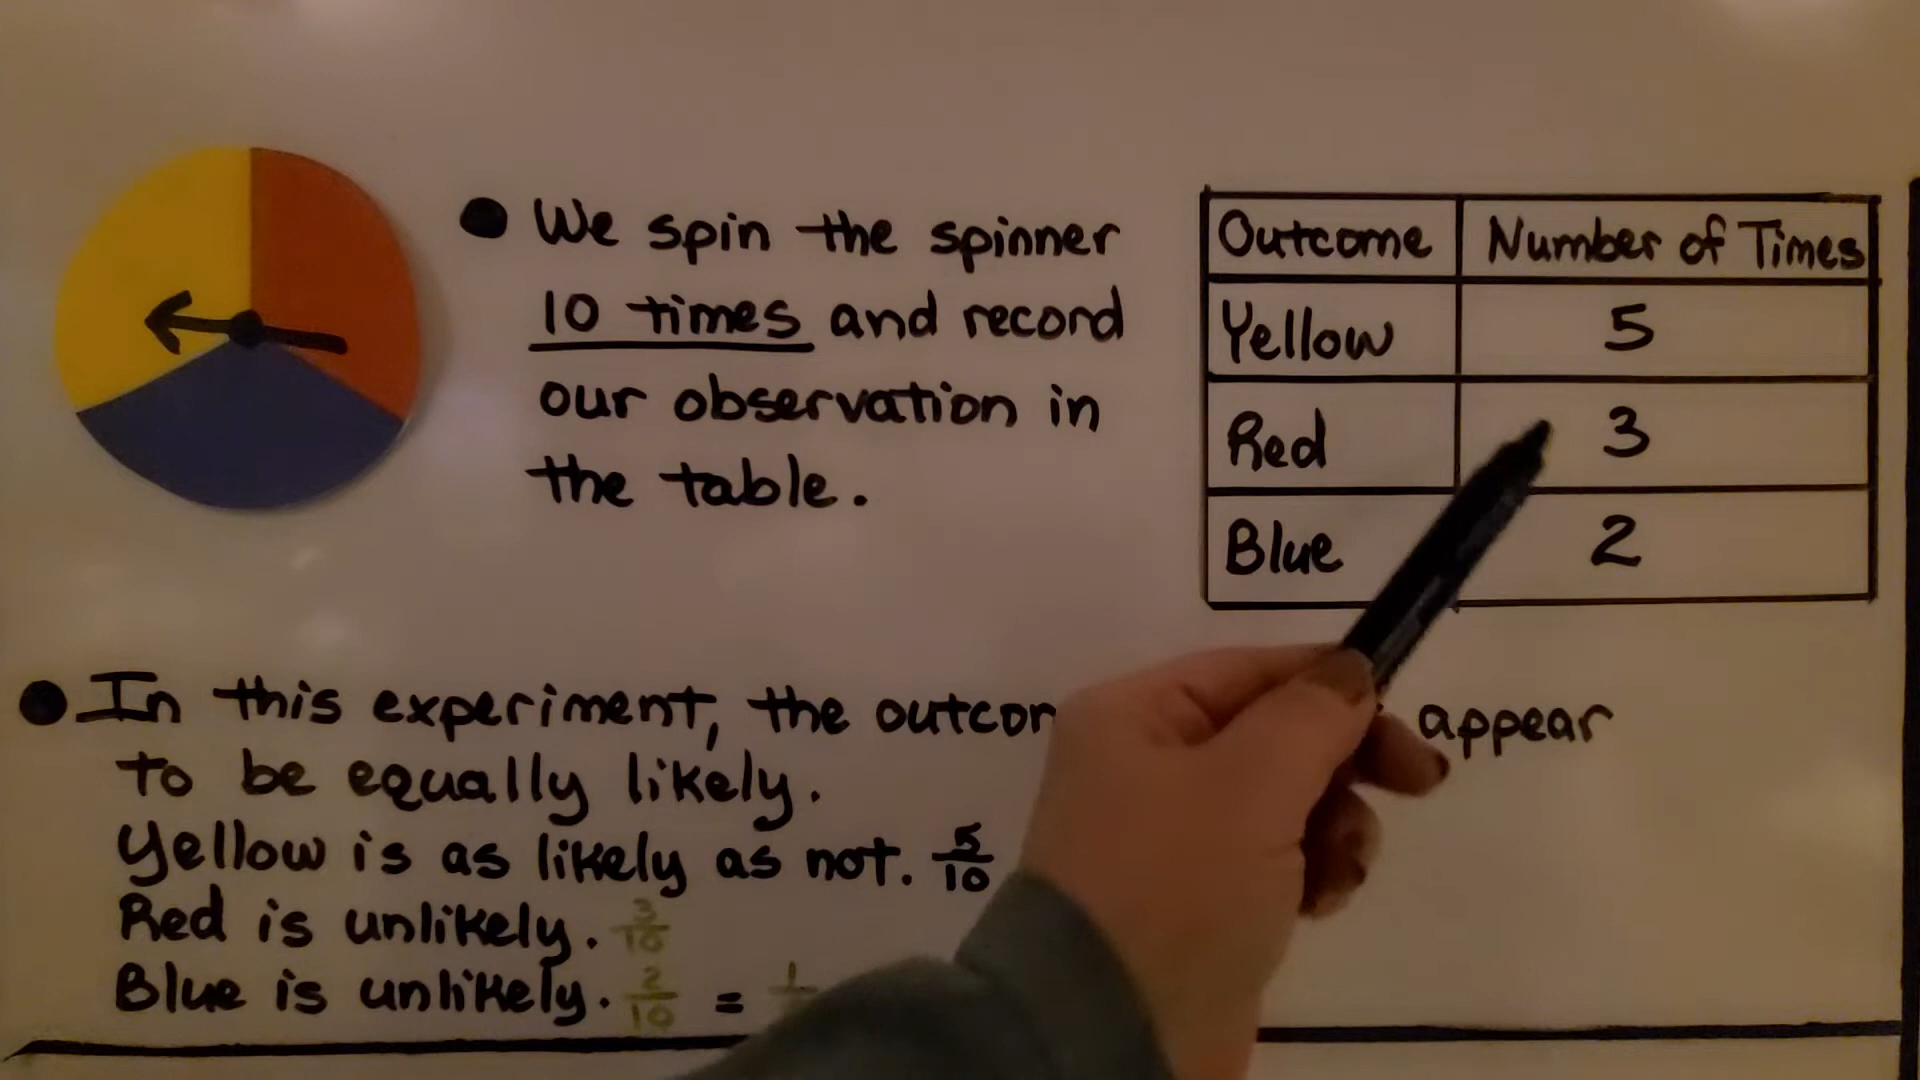 We spin the spinner
10 times and record
our observation in
the table.
Outcome Number of Times
Yellow 5
Red 3
Blue 2
In this experiment, the appear
to be equally likely.
Yellow is as likely as not. 5/10
Red is unlikely. 3/10
Blue is unlikely. 2/10 =